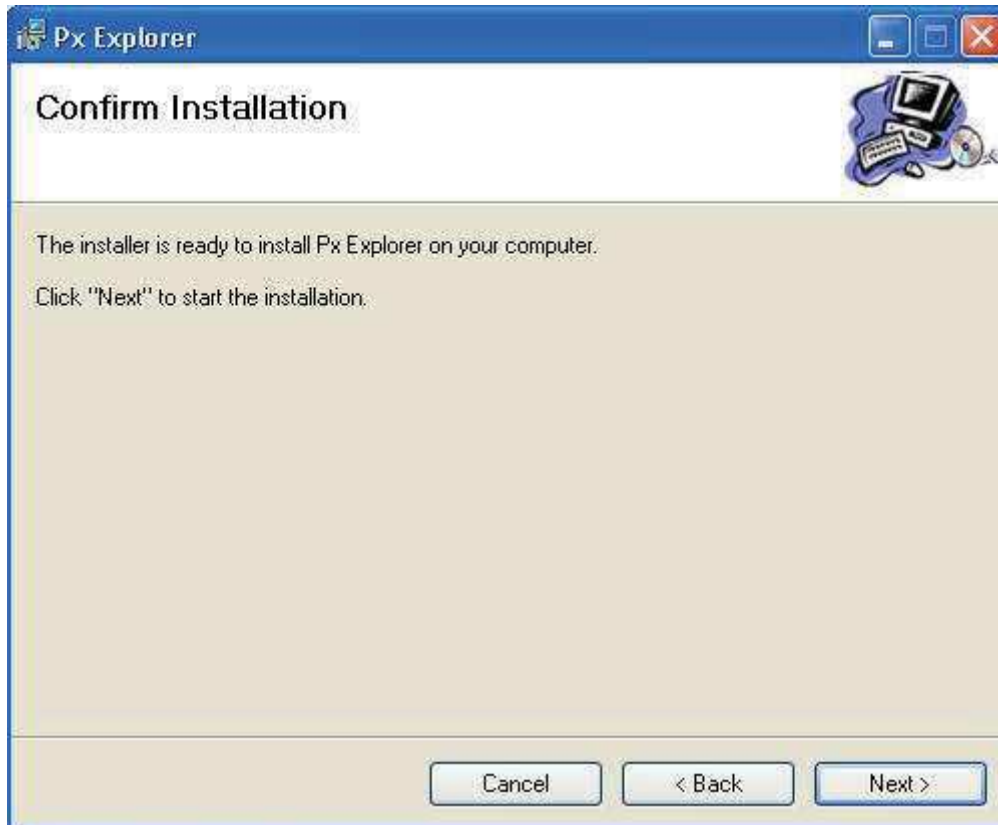 Px Explorer
Confirm Installation
The installer is ready to install Px Explorer on your computer.
Click "Next" to start the installation.
Cancel
< Back
Next >